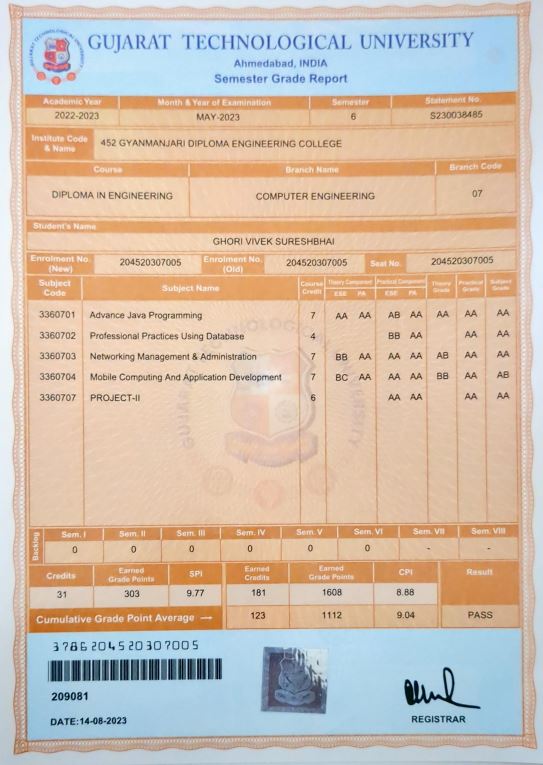 GUJARAT TECHNOLOGICAL UNIVERSITY
Ahmedabad, INDIA
Semester Grade Report
Academic Year Month & Year of Examination Semester Statement No.
2022-2023 MAY-2023 6 S230038485
Institute Code & Name 452 GYANMANJARI DIPLOMA ENGINEERING COLLEGE
Course Branch Name Branch Code
DIPLOMA IN ENGINEERING COMPUTER ENGINEERING 07
Student's Name
GHORI VIVEK SURESHBHAI
Enrolment No. (New) 204520307005 Enrolment No. (Old) 204520307005 Seat No. 204520307005
Subject Code Subject Name Course Credit Theory Component ESE PA Practical Component ESE PA Theory Grade Practical Grade Subject Grade
3360701 Advance Java Programming 7 AA AA AB AA AA AA AA
3360702 Professional Practices Using Database 4 BB AA AA AA
3360703 Networking Management & Administration 7 BB AA AA AA AB AA AA
3360704 Mobile Computing And Application Development 7 BC AA AA AA BB AA AB
3360707 PROJECT-II 6 AA AA AA AA
Backlog Sem. I Sem. II Sem. III Sem. IV Sem. V Sem. VI Sem. VII Sem. VIII
0 0 0 0 0 0 - -
Credits Earned Grade Points SPI Earned Credits Earned Grade Points CPI Result
31 303 9.77 181 1608 8.88
Cumulative Grade Point Average → 123 1112 9.04 PASS
3786204520307005
209081
DATE:14-08-2023
REGISTRAR